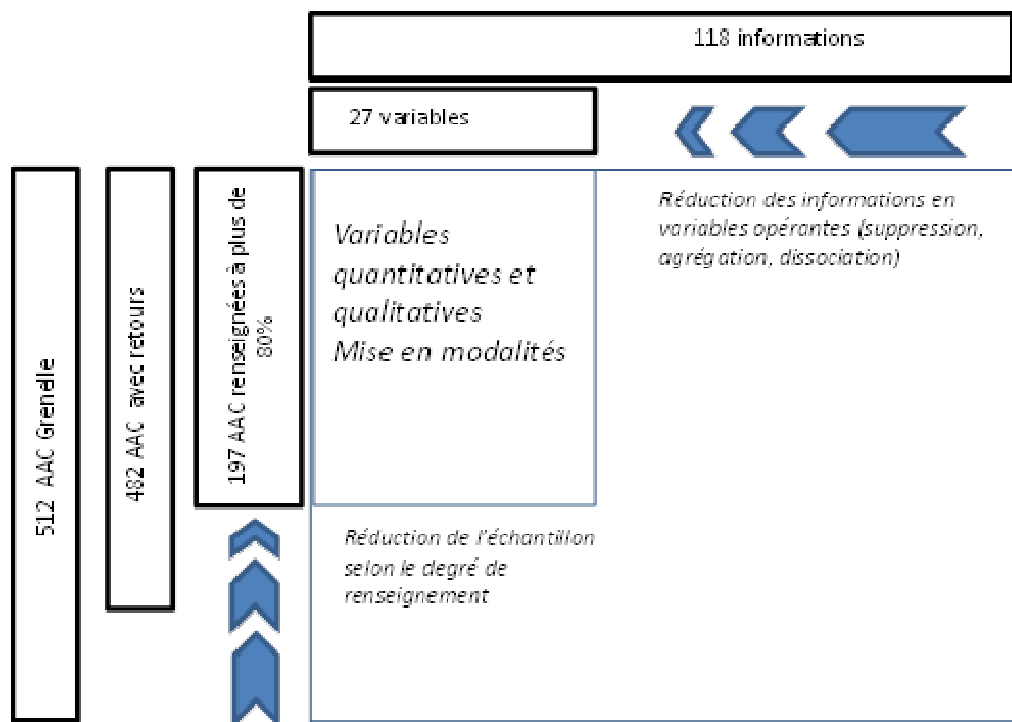 118 informations
27 variables
Réduction des informations en
variables opérantes (suppression,
agrégation, dissociation)
512 AAC Grenelle
482 AAC avec retours
197 AAC renseignées à plus de
80%
Variables
quantitatives et
qualitatives
Mise en modalités
Réduction de l'échantillon
selon le degré de
renseignement